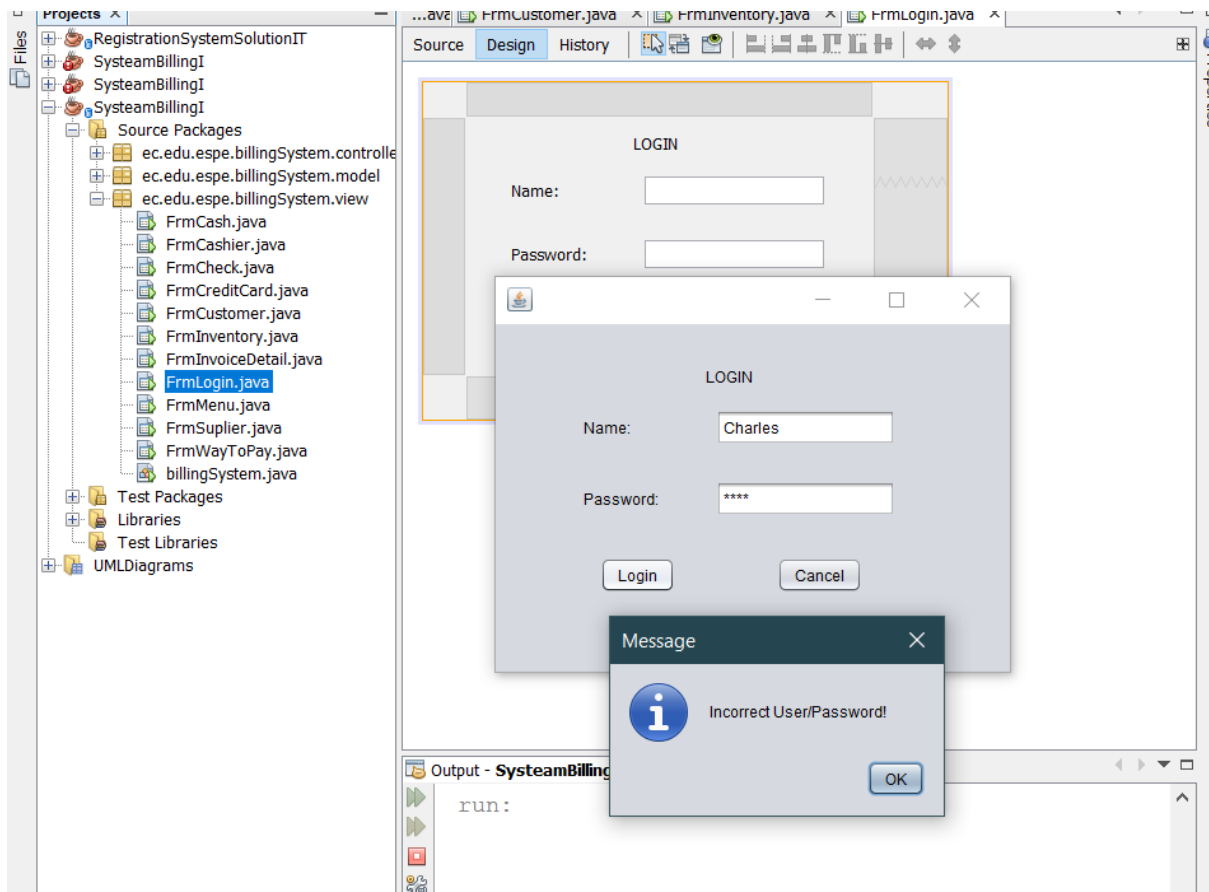 Projects ×
...ava FrmCustomer.java × FrmInventory.java × FrmLogin.java ×
Files
Source Design History
RegistrationSystemSolutionIT
SysteamBillingI
SysteamBillingI
SysteamBillingI
Source Packages
ec.edu.espe.billingSystem.controlle
ec.edu.espe.billingSystem.model
ec.edu.espe.billingSystem.view
FrmCash.java
FrmCashier.java
FrmCheck.java
FrmCreditCard.java
FrmCustomer.java
FrmInventory.java
FrmInvoiceDetail.java
FrmLogin.java
FrmMenu.java
FrmSuplier.java
FrmWayToPay.java
billingSystem.java
Test Packages
Libraries
Test Libraries
UMLDiagrams
LOGIN
Name:
Password:
LOGIN
Name: Charles
Password: ****
Login Cancel
Message
Incorrect User/Password!
OK
Output - SysteamBilling
run: